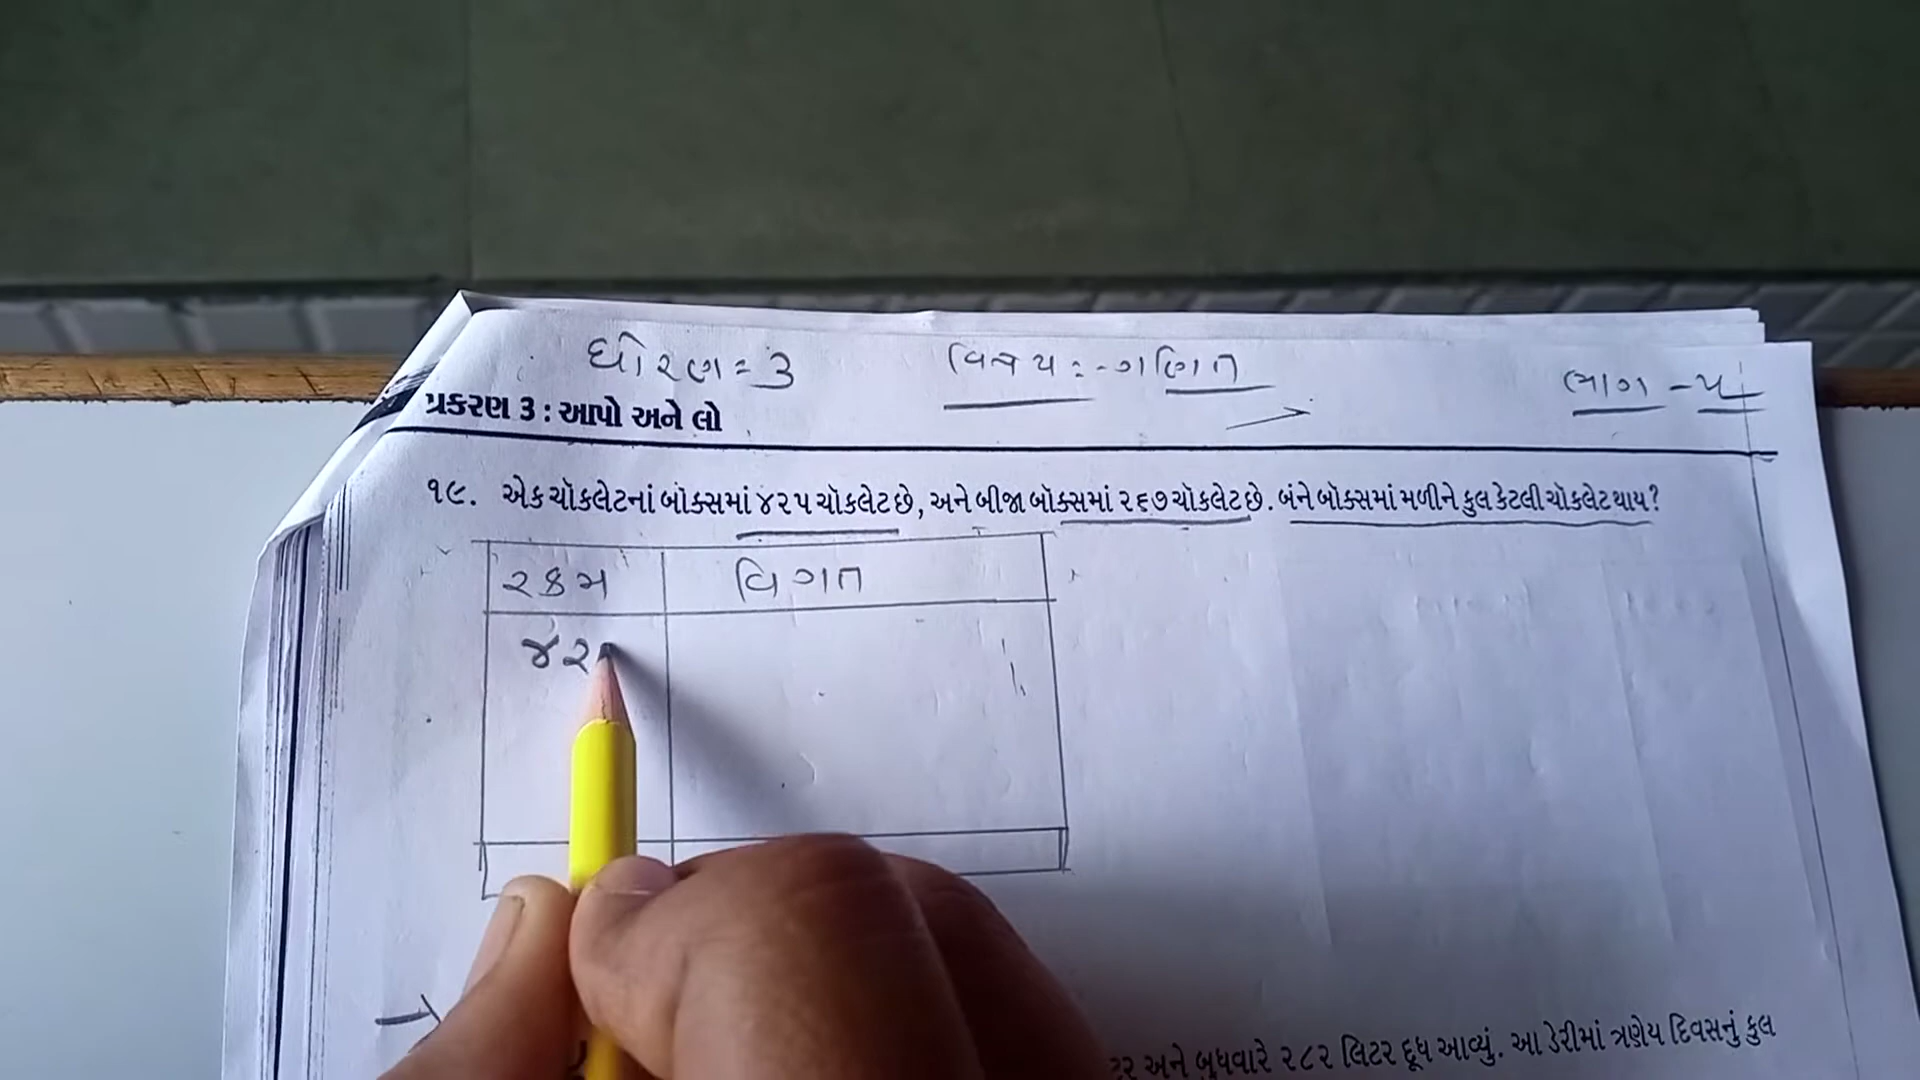 ધોરણ = 3 વિષય :- ગણિત ભાગ - ૫
પ્રકરણ 3 : આપો અને લો
૧૯. એક ચૉકલેટનાં બૉક્સમાં ૪૨૫ ચૉકલેટ છે, અને બીજા બૉક્સમાં ૨૬૭ ચૉકલેટ છે. બંને બૉક્સમાં મળીને કુલ કેટલી ચૉકલેટ થાય?
રકમ વિગત
૪૨
અને બુધવારે ૨૮૨ લિટર દૂધ આવ્યું. આ ડેરીમાં ત્રણેય દિવસનું કુલ